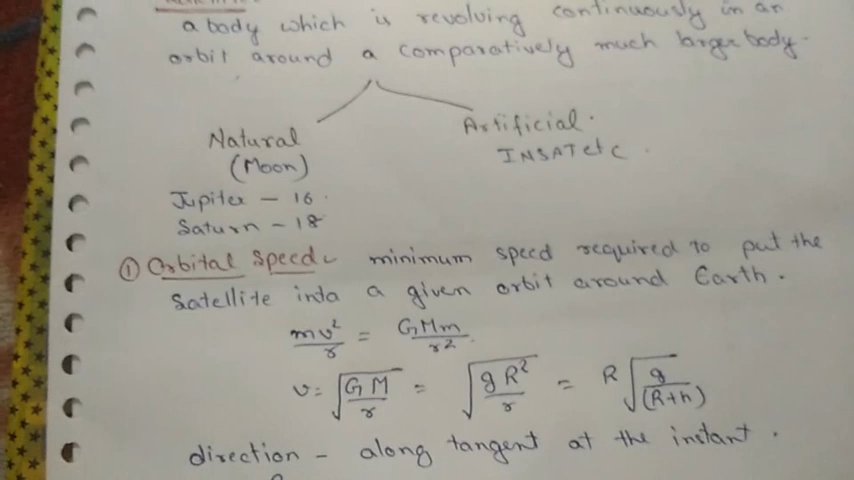 a body which is revolving continuously in an
orbit around a comparatively much larger body.
Natural
(Moon)
Jupiter - 16.
Saturn - 18
Artificial.
INSAT etc.
① Orbital Speed: minimum speed required to put the
satellite into a given orbit around Earth.
mv²/r = GMm/r²
v = √(GM/r) = √(gR²/r) = R√(g/(R+h))
direction - along tangent at the instant.